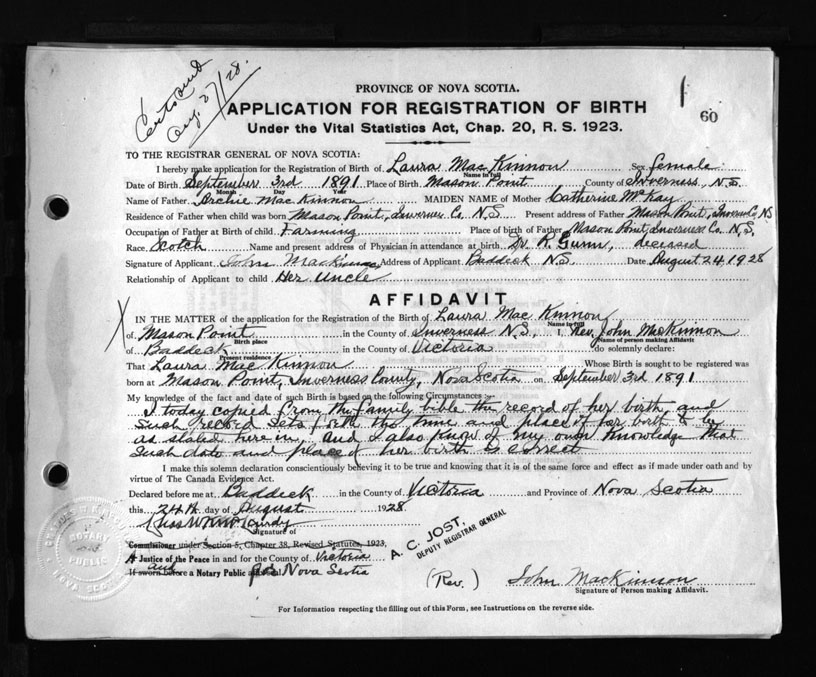 Cert sent
Aug. 27/28.
PROVINCE OF NOVA SCOTIA.
1
60
APPLICATION FOR REGISTRATION OF BIRTH
Under the Vital Statistics Act, Chap. 20, R. S. 1923.
TO THE REGISTRAR GENERAL OF NOVA SCOTIA:
I hereby make application for the Registration of Birth of Laura Mac Kinnon Sex female
Name in full
Date of Birth September 3rd 1891 Place of Birth Mason Point County of Inverness, N.S.
Month Day Year
Name of Father Archie Mac Kinnon MAIDEN NAME of Mother Catherine McKay
Residence of Father when child was born Mason Point, Inverness Co. N.S. Present address of Father Mason Point, Inverness Co, NS
Occupation of Father at Birth of child Farming Place of birth of Father Mason Point, Inverness Co. N.S.
Race Scotch Name and present address of Physician in attendance at birth Dr. R. Gunn, deceased
Signature of Applicant John MacKinnon Address of Applicant Baddeck N.S. Date August 24, 1928
Relationship of Applicant to child Her Uncle
AFFIDAVIT
IN THE MATTER of the application for the Registration of the Birth of Laura Mac Kinnon
Name in full
of Mason Point in the County of Inverness N.S. I, Rev. John MacKinnon
Birth place Name of person making Affidavit
of Baddeck in the County of Victoria do solemnly declare:
Present residence
That Laura Mac Kinnon Whose Birth is sought to be registered was
born at Mason Point, Inverness County, Nova Scotia on September 3rd 1891
My knowledge of the fact and date of such Birth is based on the following Circumstances:
I today copied from the family bible the record of her birth, and
such record sets forth the time and place of her birth to be
as stated herein, and I also know of my own knowledge that
such date and place of her birth is correct
I make this solemn declaration conscientiously believing it to be true and knowing that it is of the same force and effect as if made under oath and by
virtue of The Canada Evidence Act.
Declared before me at Baddeck in the County of Victoria and Province of Nova Scotia
this 24th day of August 1928
Signature of
Commissioner under Section 5, Chapter 38, Revised Statutes, 1923,
A Justice of the Peace in and for the County of Victoria
If sworn before a Notary Public
Nova Scotia
A. C. JOST.
DEPUTY REGISTRAR GENERAL
NOTARY
PUBLIC
NOVA SCOTIA
(Rev.) John MacKinnon
Signature of Person making Affidavit.
For Information respecting the filling out of this Form, see Instructions on the reverse side.